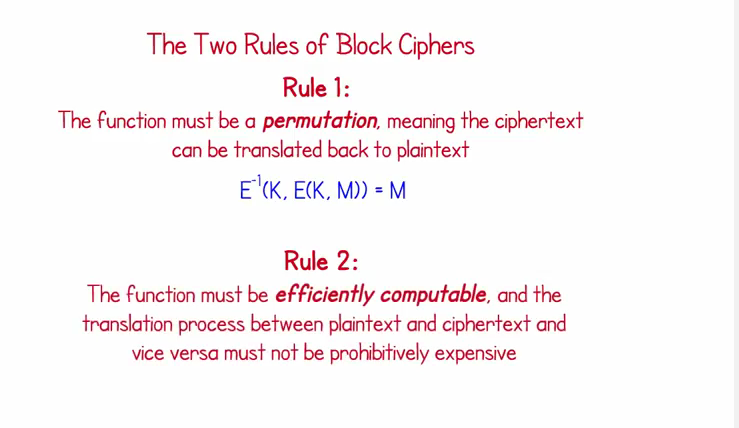 The Two Rules of Block Ciphers
Rule 1:
The function must be a permutation, meaning the ciphertext
can be translated back to plaintext
E⁻¹(K, E(K, M)) = M
Rule 2:
The function must be efficiently computable, and the
translation process between plaintext and ciphertext and
vice versa must not be prohibitively expensive